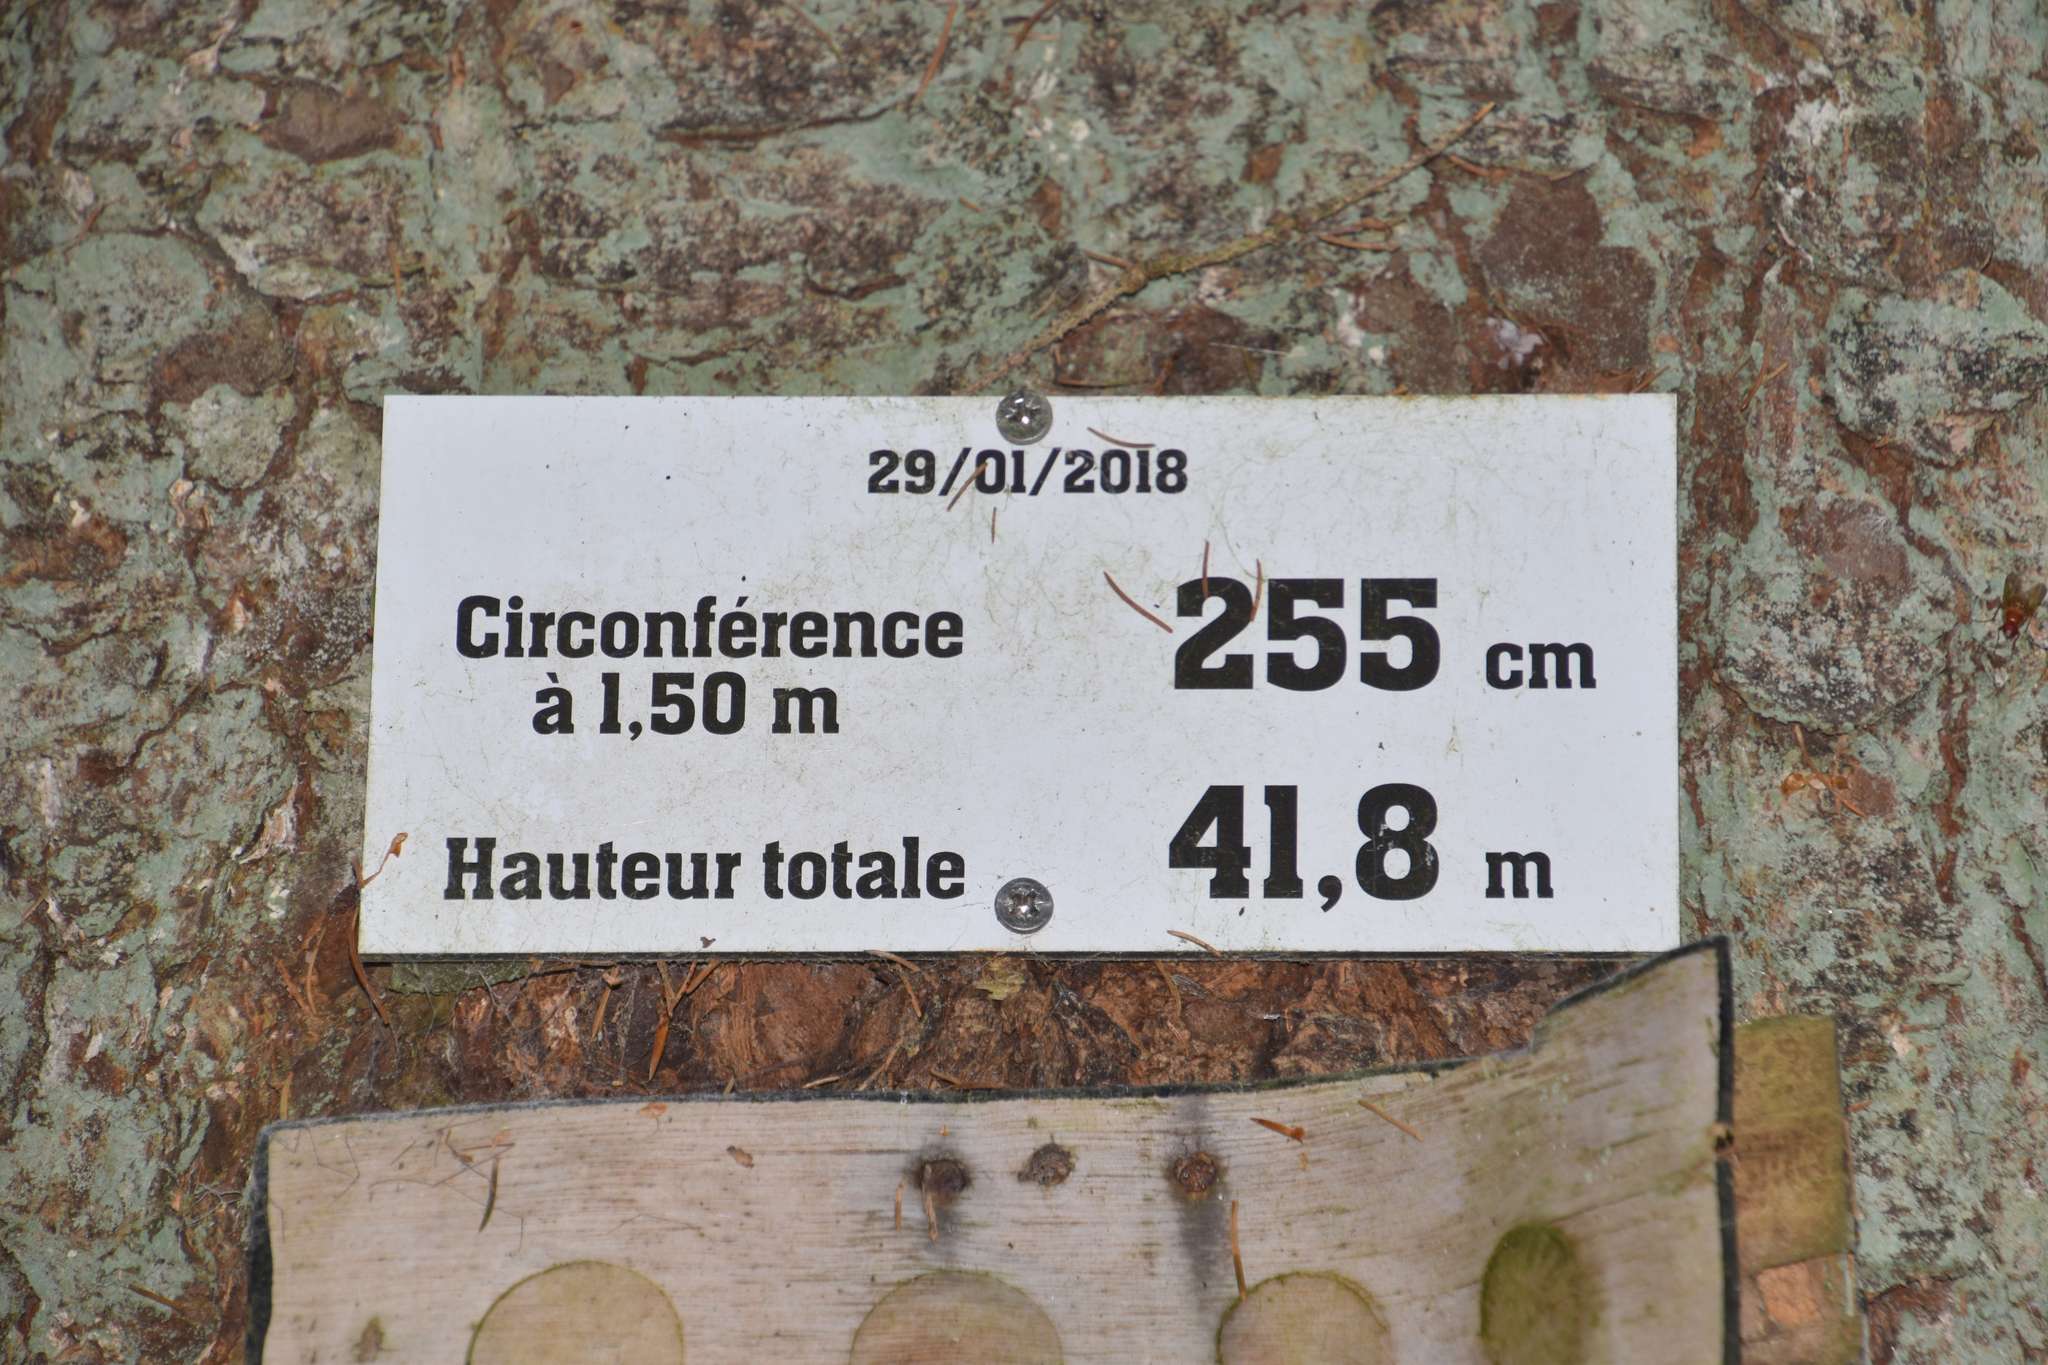 29/01/2018
Circonférence 255 cm
à 1,50 m
Hauteur totale 41,8 m